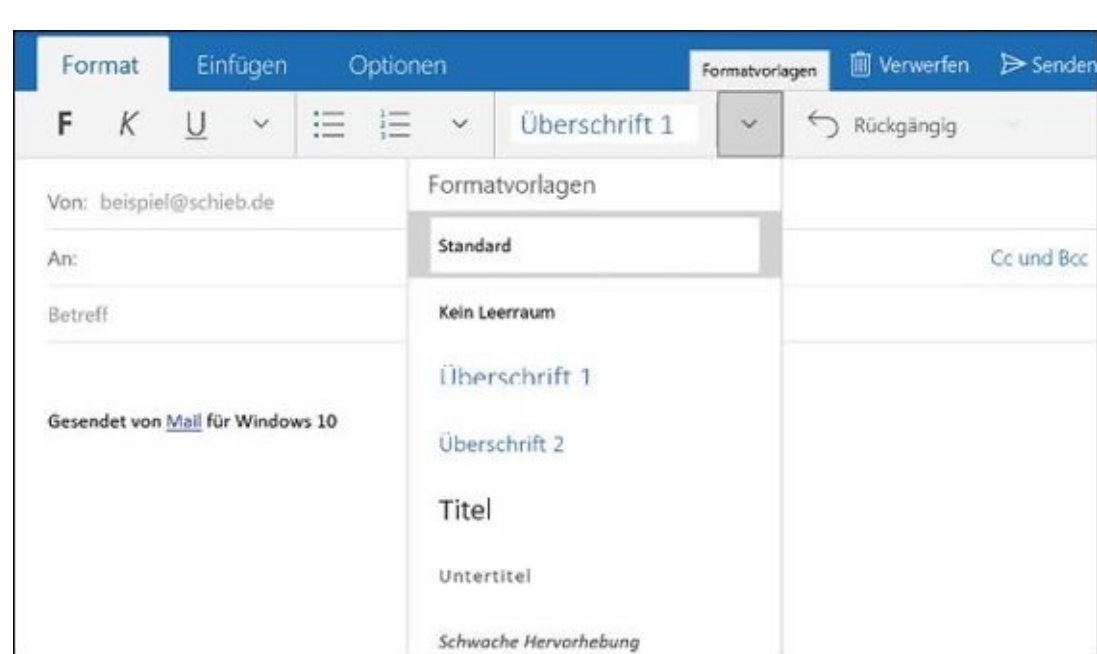 Format Einfügen Optionen Formatvorlagen Verwerfen Senden
F K U Überschrift 1 Rückgängig
Formatvorlagen
Von: beispiel@schieb.de
Standard
An: Cc und Bcc
Betreff
Kein Leerraum
Überschrift 1
Gesendet von Mail für Windows 10
Überschrift 2
Titel
Untertitel
Schwache Hervorhebung